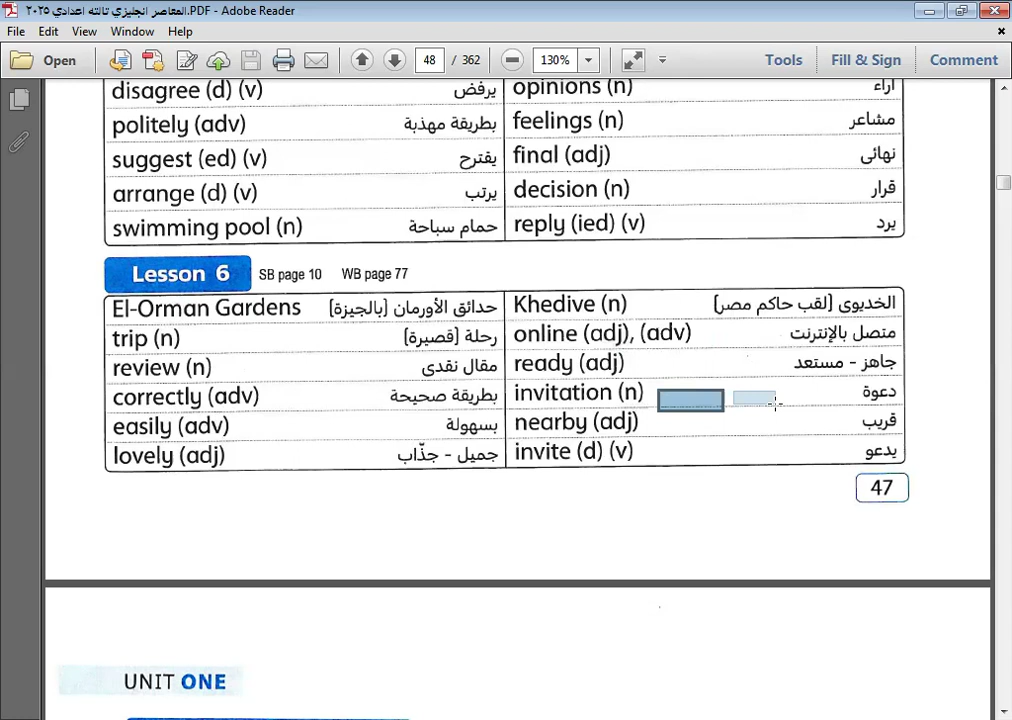 المعاصر انجليزي تالته اعدادي ٢٠٢٥.PDF - Adobe Reader
File Edit View Window Help
Open 48 / 362 130% Tools Fill & Sign Comment
disagree (d) (v) يرفض opinions (n) آراء
politely (adv) بطريقة مهذبة feelings (n) مشاعر
suggest (ed) (v) يقترح final (adj) نهائى
arrange (d) (v) يرتب decision (n) قرار
swimming pool (n) حمام سباحة reply (ied) (v) يرد
Lesson 6 SB page 10 WB page 77
El-Orman Gardens حدائق الأورمان [بالجيزة] Khedive (n) الخديوى [لقب حاكم مصر]
trip (n) رحلة [قصيرة] online (adj), (adv) متصل بالإنترنت
review (n) مقال نقدى ready (adj) جاهز - مستعد
correctly (adv) بطريقة صحيحة invitation (n) دعوة
easily (adv) بسهولة nearby (adj) قريب
lovely (adj) جميل - جذّاب invite (d) (v) يدعو
47
UNIT ONE